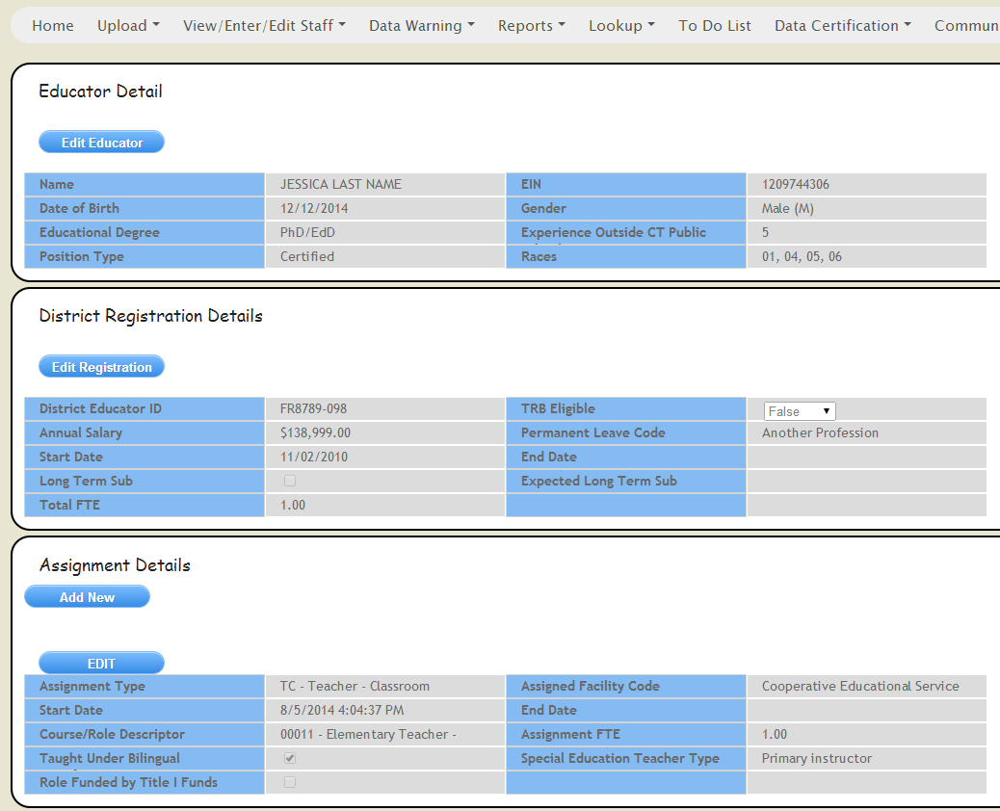 Home Upload View/Enter/Edit Staff Data Warning Reports Lookup To Do List Data Certification Commun
Educator Detail
Edit Educator
Name JESSICA LAST NAME EIN 1209744306
Date of Birth 12/12/2014 Gender Male (M)
Educational Degree PhD/EdD Experience Outside CT Public 5
Position Type Certified Races 01, 04, 05, 06
District Registration Details
Edit Registration
District Educator ID FR8789-098 TRB Eligible False
Annual Salary $138,999.00 Permanent Leave Code Another Profession
Start Date 11/02/2010 End Date
Long Term Sub Expected Long Term Sub
Total FTE 1.00
Assignment Details
Add New
EDIT
Assignment Type TC - Teacher - Classroom Assigned Facility Code Cooperative Educational Service
Start Date 8/5/2014 4:04:37 PM End Date
Course/Role Descriptor 00011 - Elementary Teacher - Assignment FTE 1.00
Taught Under Bilingual Special Education Teacher Type Primary instructor
Role Funded by Title I Funds